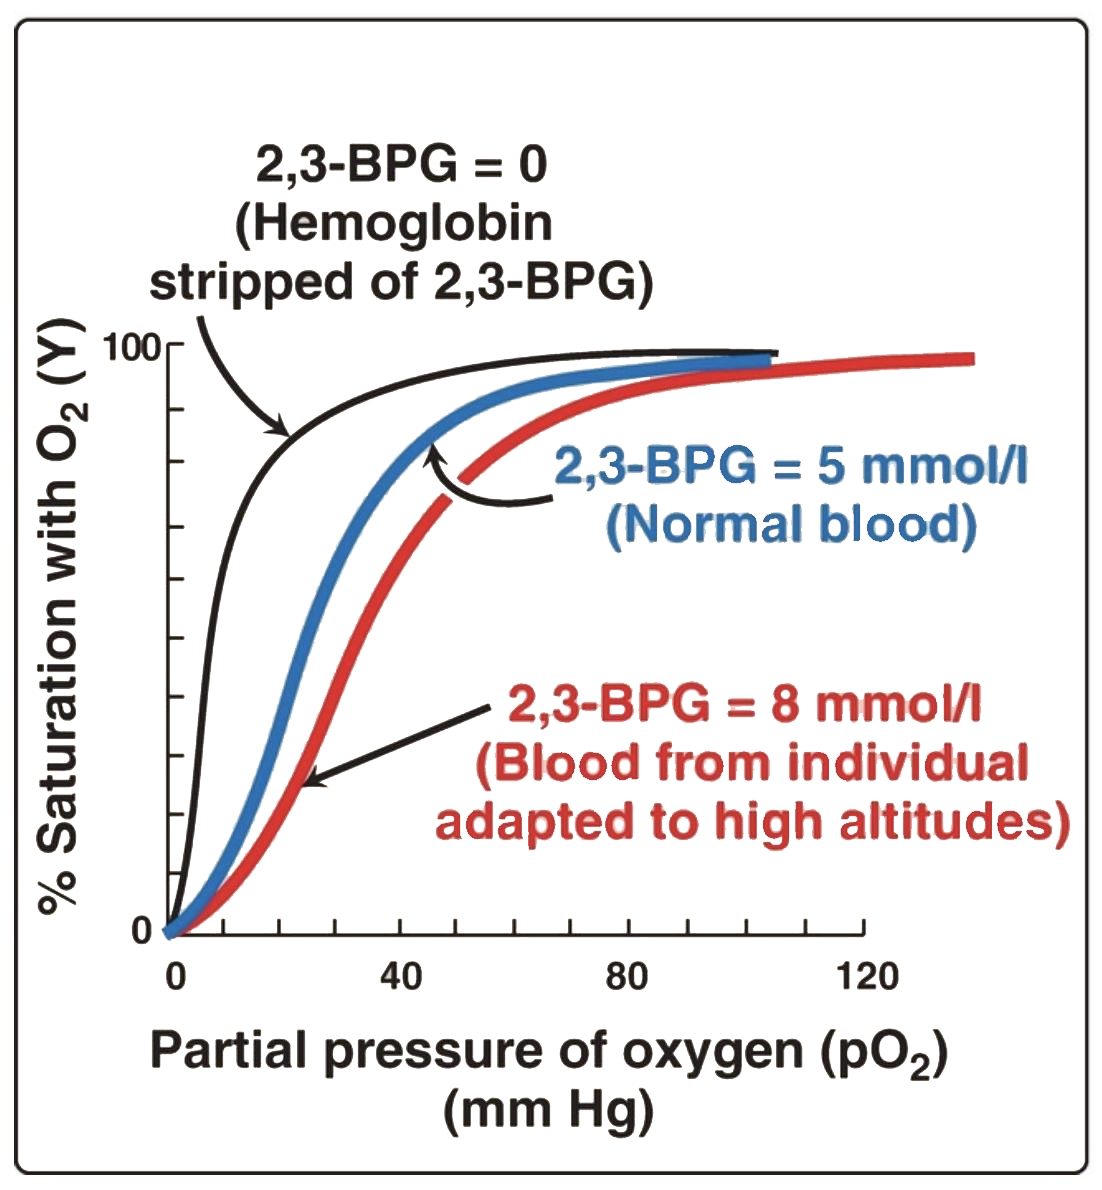 2,3-BPG = 0
(Hemoglobin
stripped of 2,3-BPG)
% Saturation with O₂ (Y)
100
0
2,3-BPG = 5 mmol/l
(Normal blood)
2,3-BPG = 8 mmol/l
(Blood from individual
adapted to high altitudes)
0 40 80 120
Partial pressure of oxygen (pO₂)
(mm Hg)